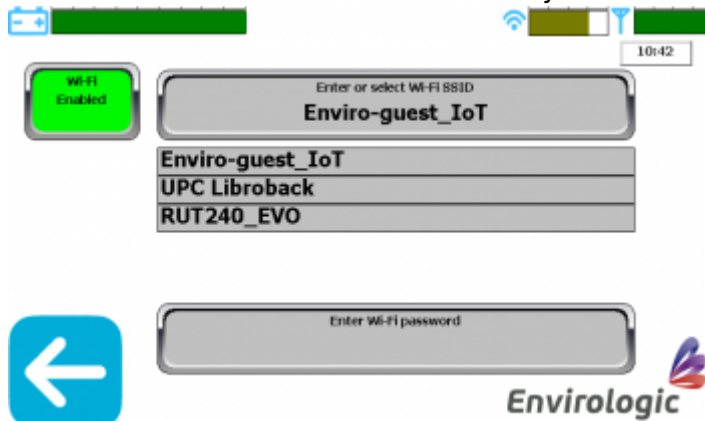 10:42
Wi-Fi
Enabled
Enter or select Wi-Fi SSID
Enviro-guest_IoT
Enviro-guest_IoT
UPC Libroback
RUT240_EVO
Enter Wi-Fi password
Envirologic